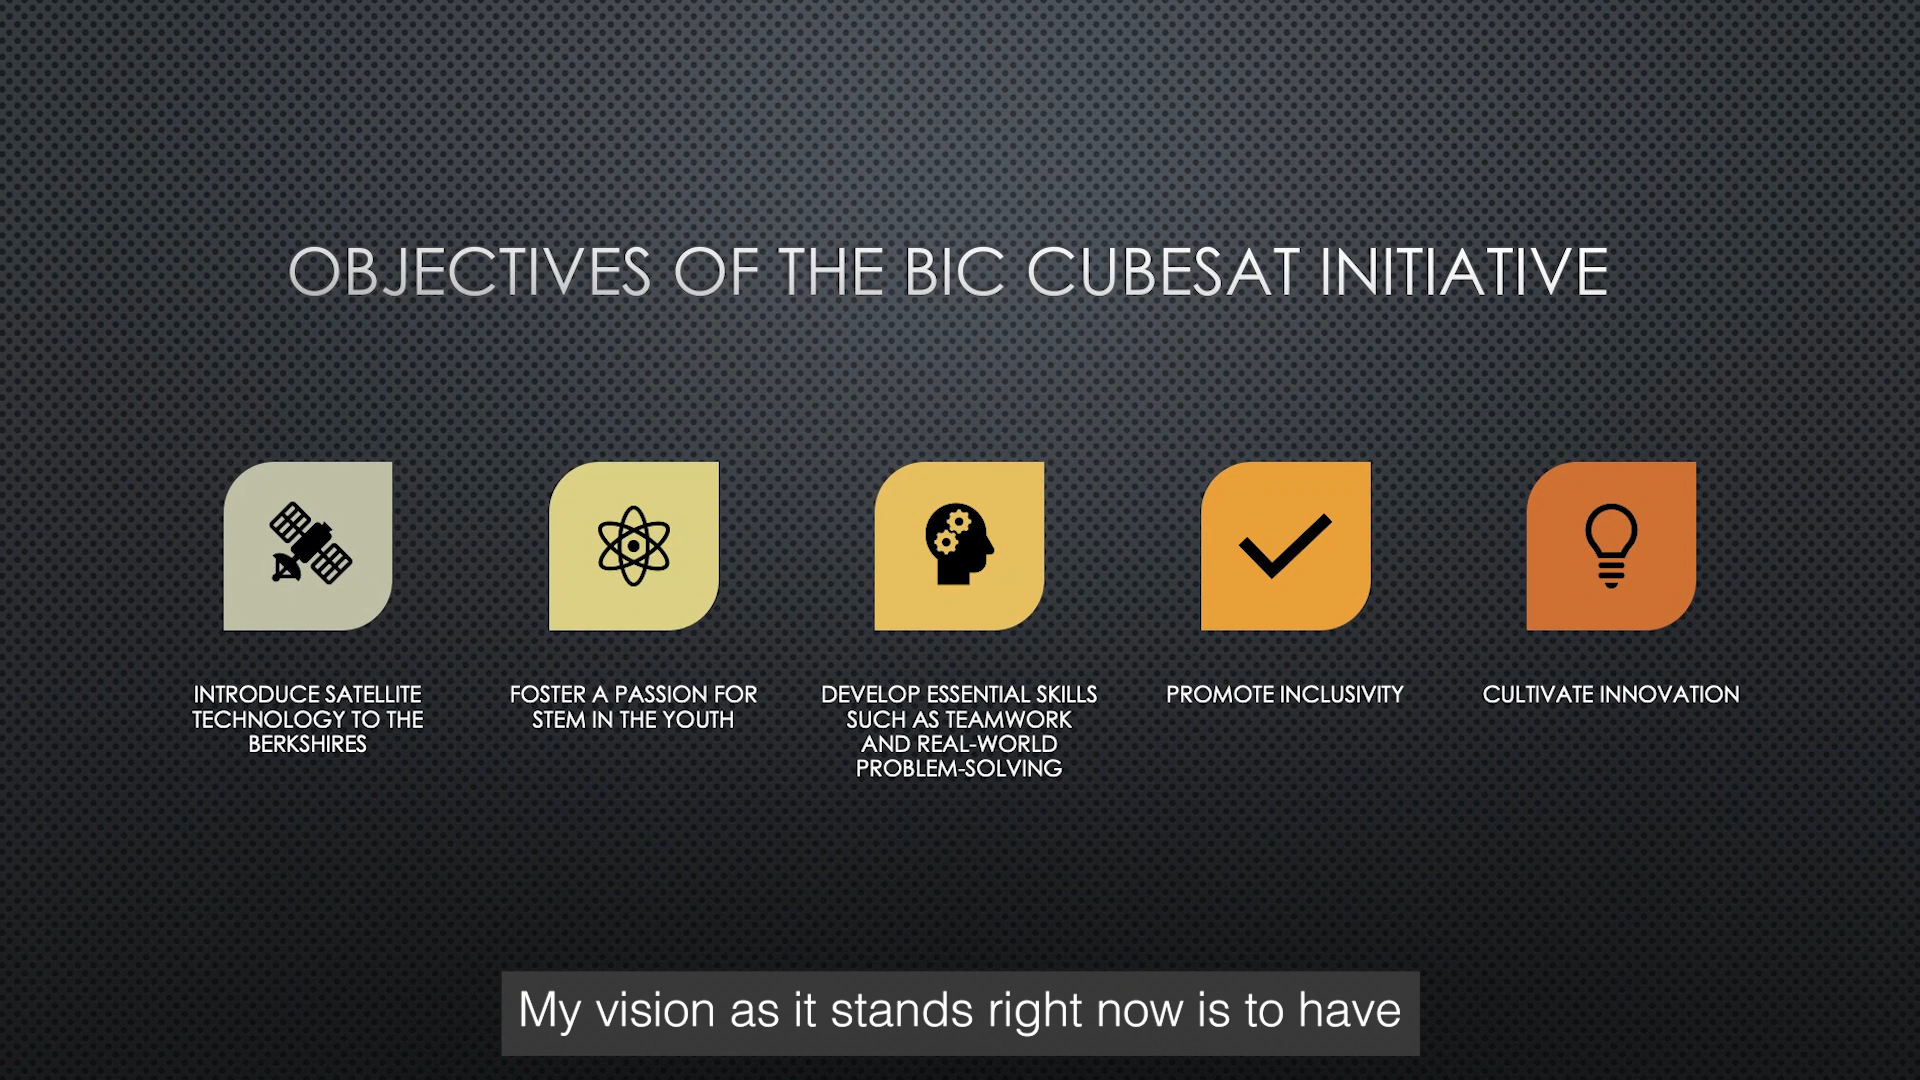 OBJECTIVES OF THE BIC CUBESAT INITIATIVE
INTRODUCE SATELLITE
TECHNOLOGY TO THE
BERKSHIRES
FOSTER A PASSION FOR
STEM IN THE YOUTH
DEVELOP ESSENTIAL SKILLS
SUCH AS TEAMWORK
AND REAL-WORLD
PROBLEM-SOLVING
PROMOTE INCLUSIVITY
CULTIVATE INNOVATION
My vision as it stands right now is to have